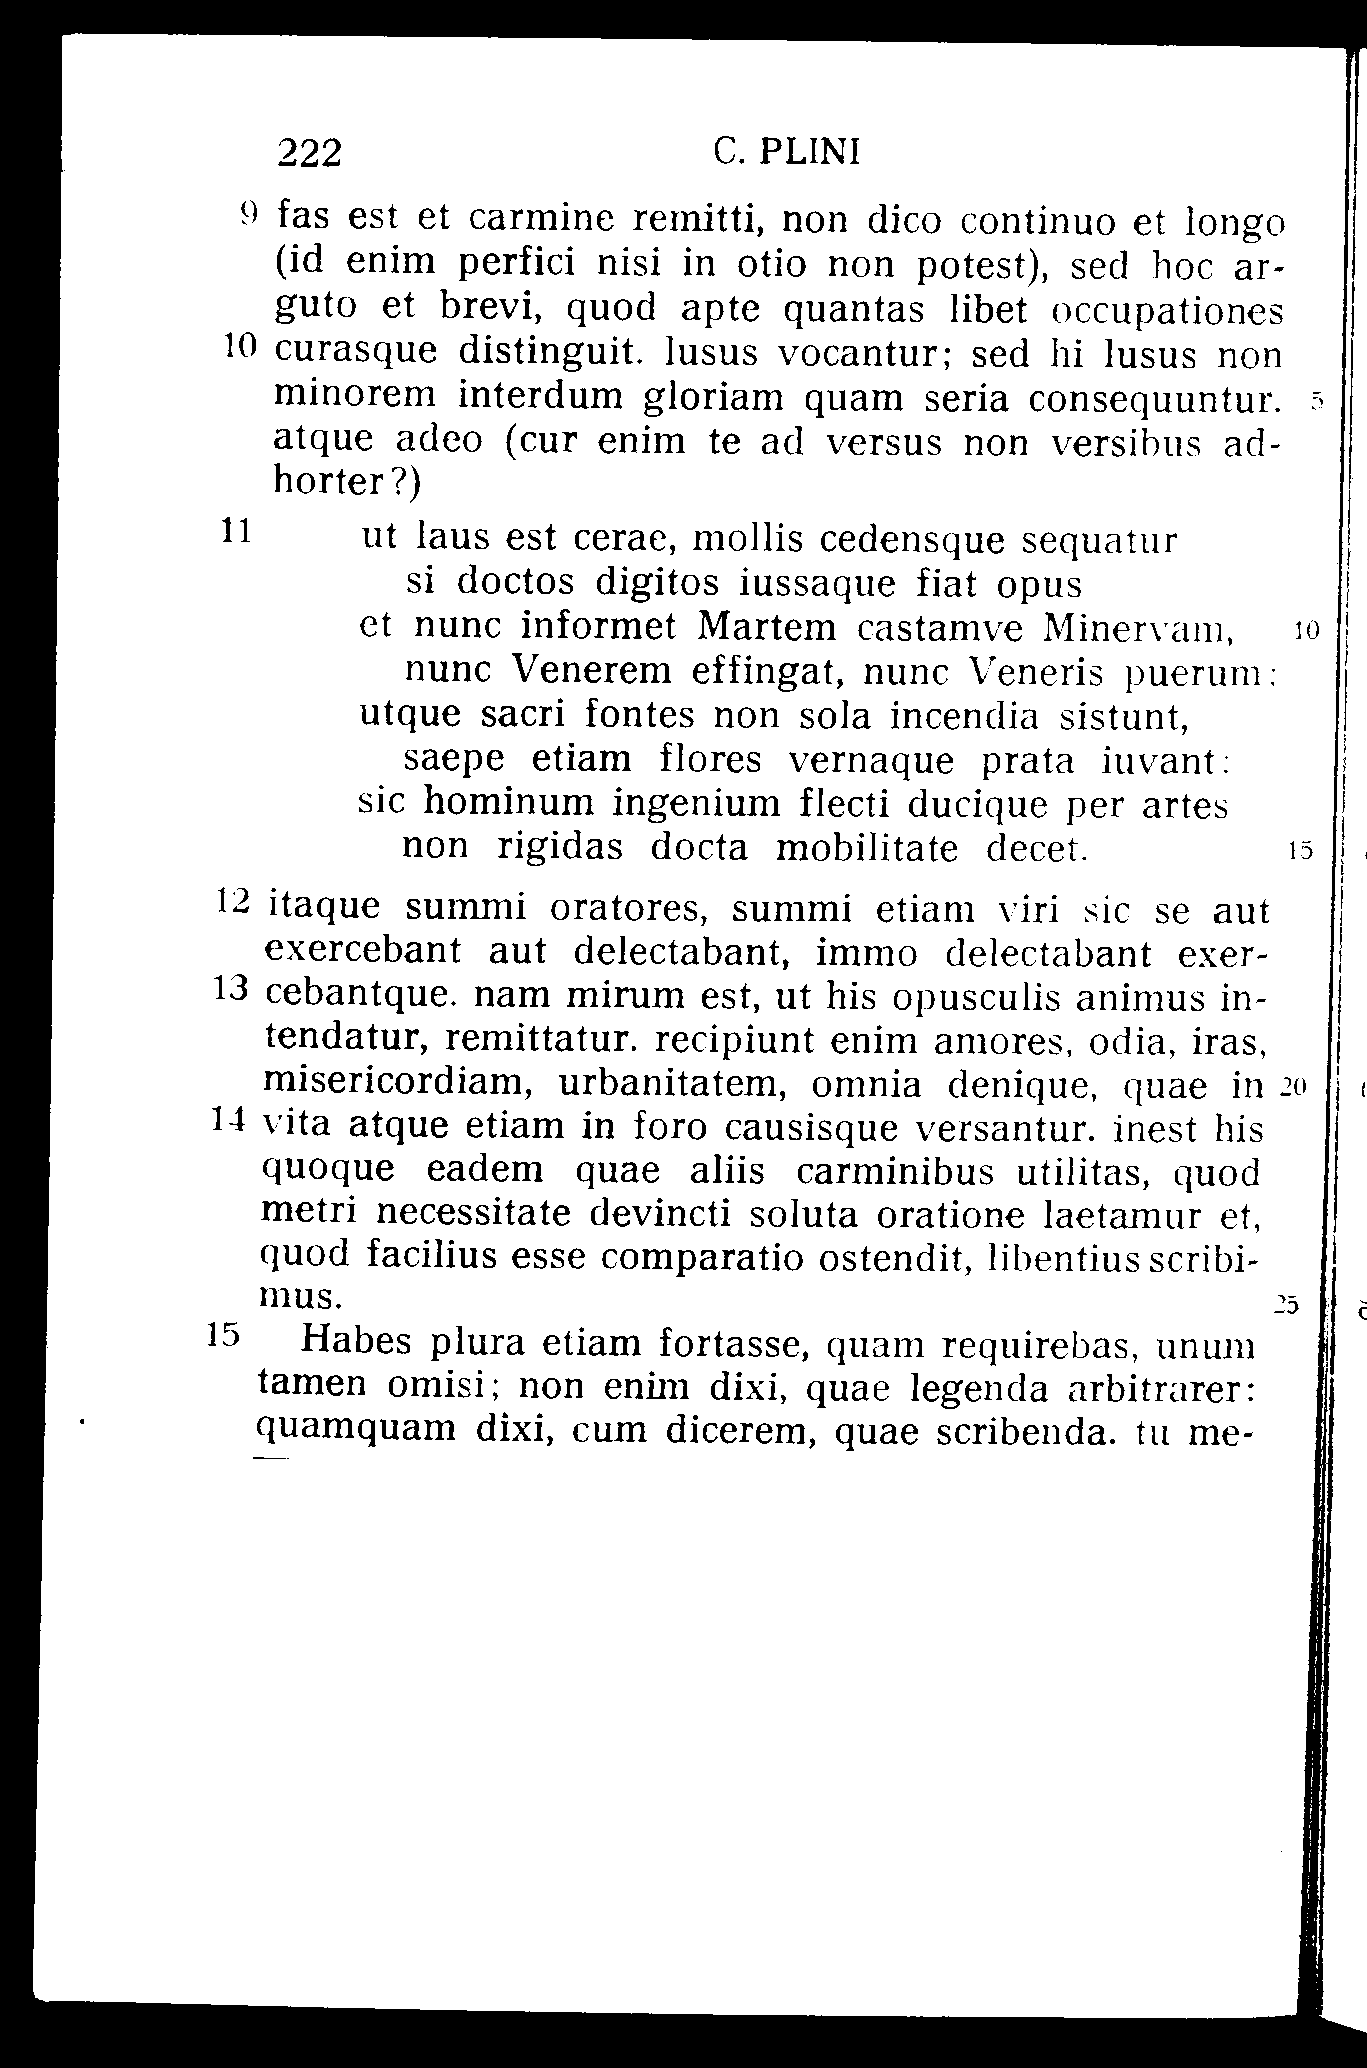 222 C. PLINI
9 fas est et carmine remitti, non dico continuo et longo
(id enim perfici nisi in otio non potest), sed hoc ar-
guto et brevi, quod apte quantas libet occupationes
10 curasque distinguit. lusus vocantur; sed hi lusus non
minorem interdum gloriam quam seria consequuntur. 5
atque adeo (cur enim te ad versus non versibus ad-
horter?)
11 ut laus est cerae, mollis cedensque sequatur
si doctos digitos iussaque fiat opus
et nunc informet Martem castamve Minervam, 10
nunc Venerem effingat, nunc Veneris puerum:
utque sacri fontes non sola incendia sistunt,
saepe etiam flores vernaque prata iuvant:
sic hominum ingenium flecti ducique per artes
non rigidas docta mobilitate decet. 15
12 itaque summi oratores, summi etiam viri sic se aut
exercebant aut delectabant, immo delectabant exer-
13 cebantque. nam mirum est, ut his opusculis animus in-
tendatur, remittatur. recipiunt enim amores, odia, iras,
misericordiam, urbanitatem, omnia denique, quae in 20
14 vita atque etiam in foro causisque versantur. inest his
quoque eadem quae aliis carminibus utilitas, quod
metri necessitate devincti soluta oratione laetamur et,
quod facilius esse comparatio ostendit, libentius scribi-
mus. 25
15 Habes plura etiam fortasse, quam requirebas, unum
tamen omisi; non enim dixi, quae legenda arbitrarer:
quamquam dixi, cum dicerem, quae scribenda. tu me-